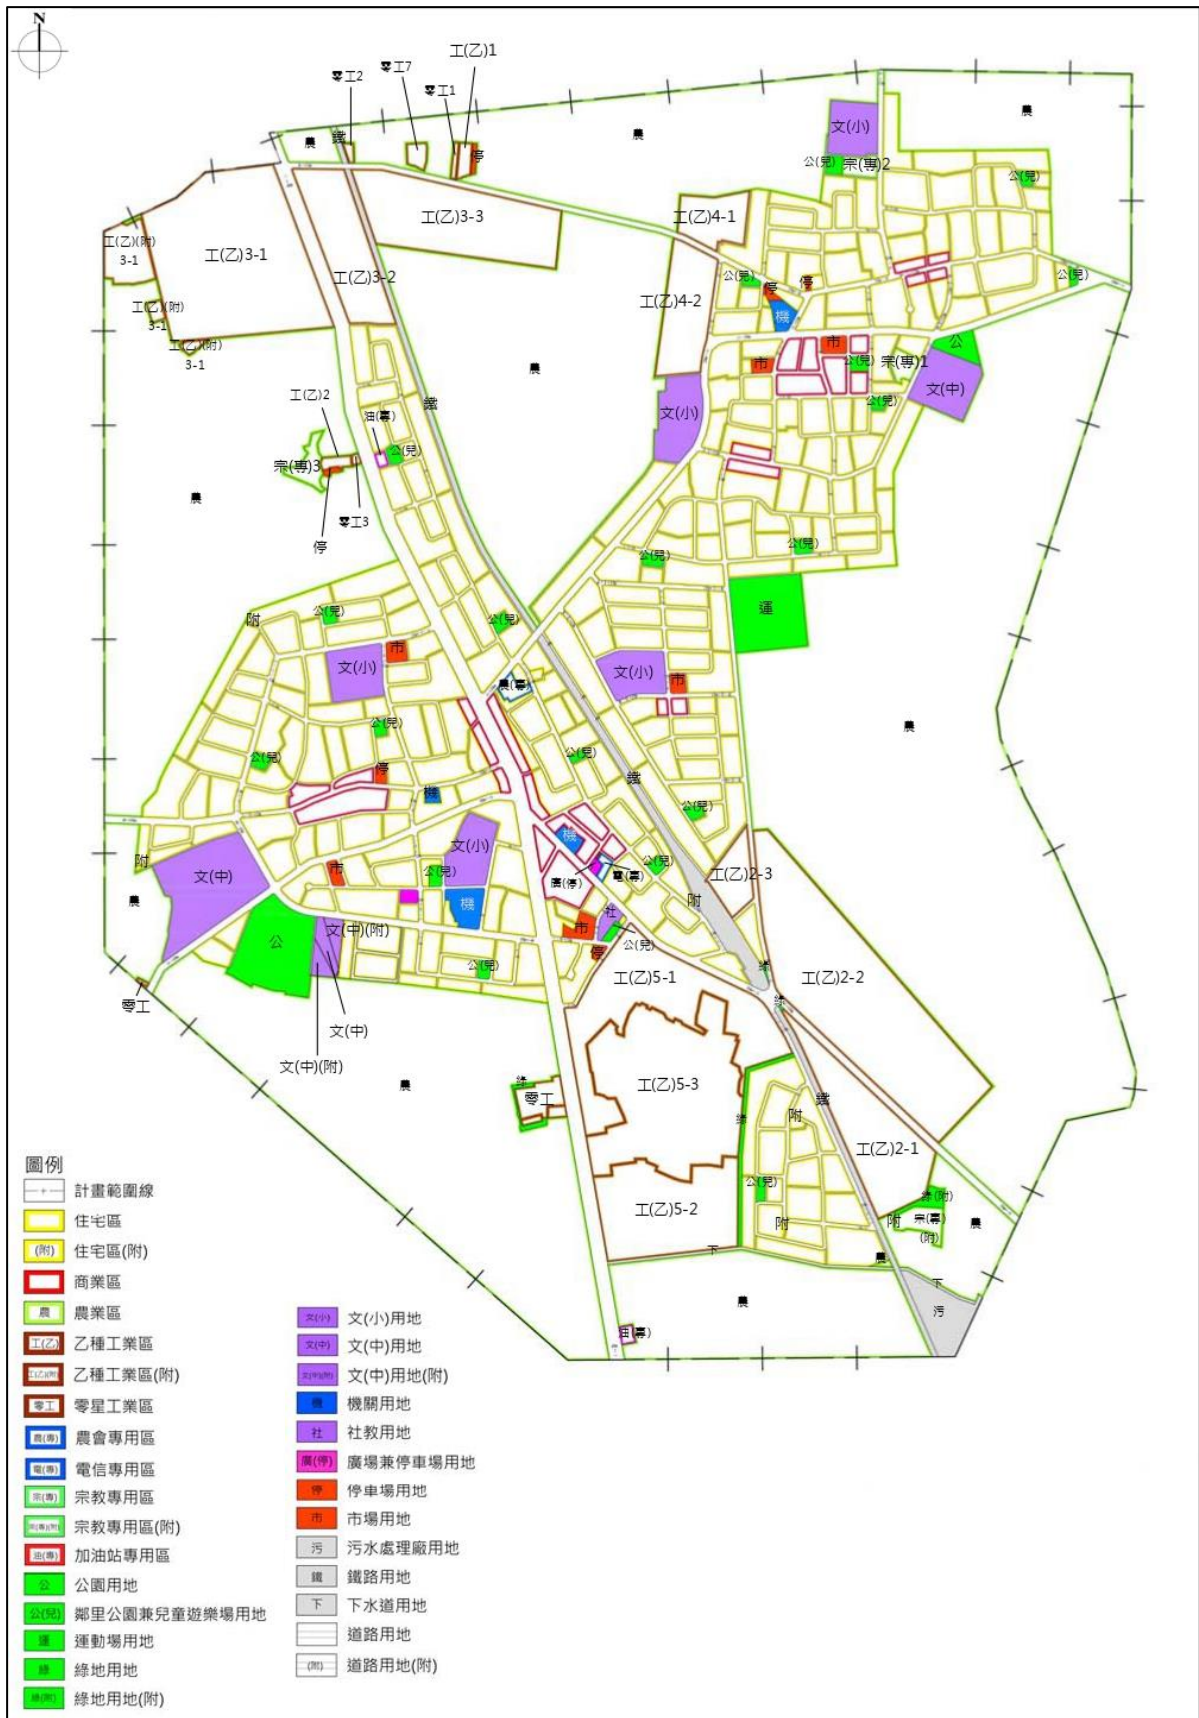 N
工(乙)1
零工2
零工7
零工1
鐵
農
停
農
農
文(小)
公(兒)
宗(專)2
公(兒)
工(乙)3-3
工(乙)4-1
工(乙)(附)
3-1
工(乙)3-1
工(乙)3-2
公(兒)
停
停
公(兒)
工(乙)(附)
3-1
工(乙)4-2
機
工(乙)(附)
3-1
市
市
公
公(兒)
宗(專)1
農
文(中)
工(乙)2
鐵
油(專)
文(小)
公(兒)
公(兒)
宗(專)3
農
零工3
停
公(兒)
公(兒)
附
公(兒)
公(兒)
運
市
文(小)
文(小)
市
農(專)
農
公(兒)
公(兒)
公(兒)
停
鐵
機
公(兒)
機
附
文(小)
公(兒)
文(中)
市
公(兒)
廣(停)
電(專)
工(乙)2-3
農
機
附
社
文(中)(附)
市
公
公(兒)
停
公(兒)
綠
工(乙)5-1
工(乙)2-2
零工
綠
文(中)
文(中)(附)
農
綠
零工
工(乙)5-3
鐵
附
綠
工(乙)2-1
公(兒)
綠(附)
工(乙)5-2
附
附
宗(專)
(附)
農
下
農
下
農
污
油(專)
圖例
計畫範圍線
住宅區
(附) 住宅區(附)
商業區
農 農業區
工(乙) 乙種工業區
工(乙)(附) 乙種工業區(附)
零工 零星工業區
農(專) 農會專用區
電(專) 電信專用區
宗(專) 宗教專用區
宗(專)(附) 宗教專用區(附)
油(專) 加油站專用區
公 公園用地
公(兒) 鄰里公園兼兒童遊樂場用地
運 運動場用地
綠 綠地用地
綠(附) 綠地用地(附)
文(小) 文(小)用地
文(中) 文(中)用地
文(中)(附) 文(中)用地(附)
機 機關用地
社 社教用地
廣(停) 廣場兼停車場用地
停 停車場用地
市 市場用地
污 污水處理廠用地
鐵 鐵路用地
下 下水道用地
道路用地
(附) 道路用地(附)